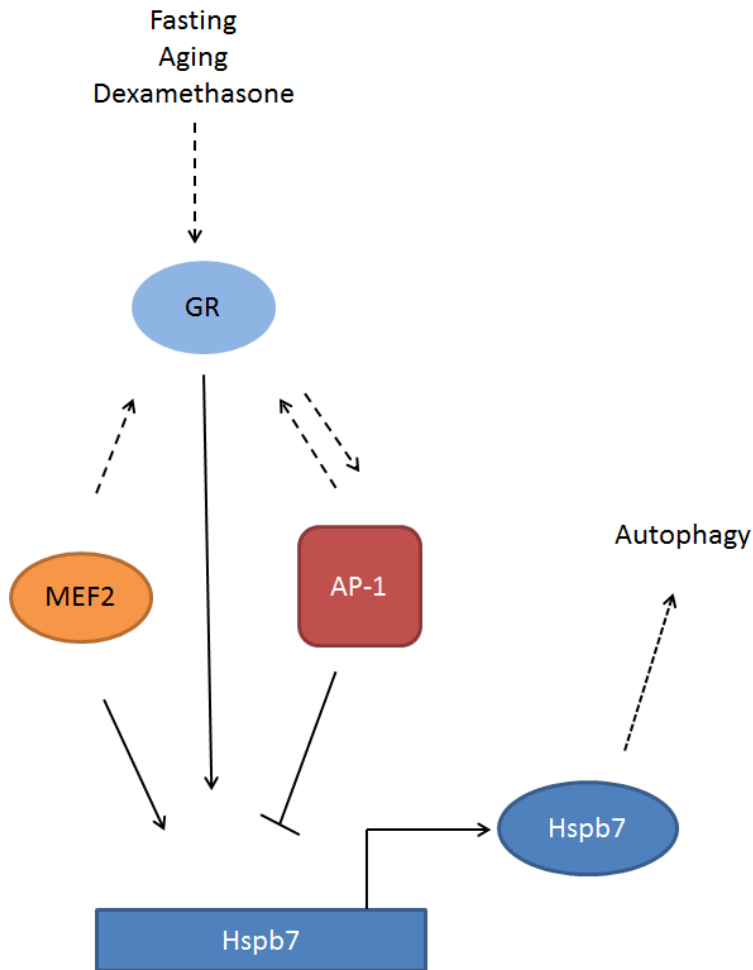 Fasting
Aging
Dexamethasone
GR
MEF2
AP-1
Autophagy
Hspb7
Hspb7